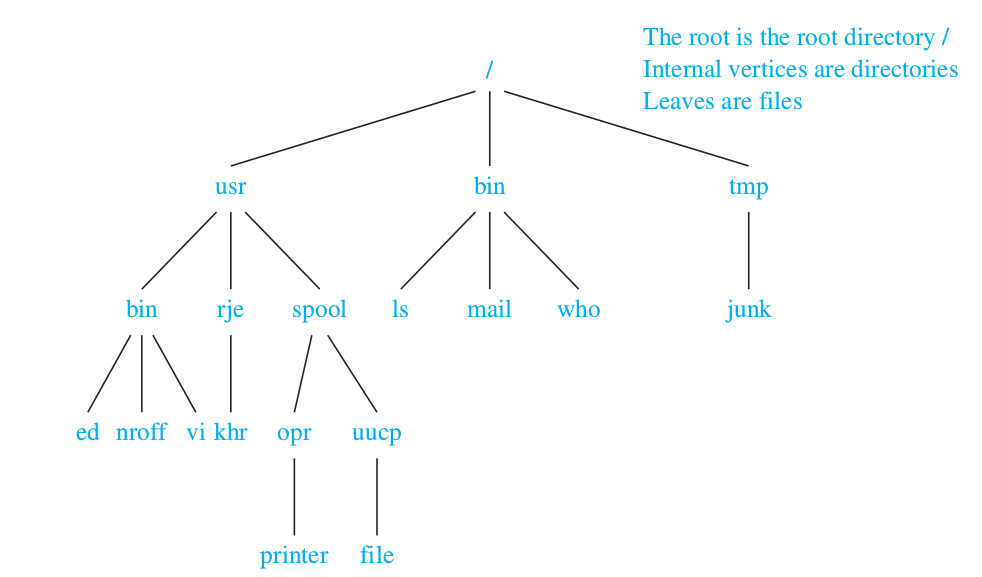 The root is the root directory /
Internal vertices are directories
Leaves are files
/
usr bin tmp
bin rje spool ls mail who junk
ed nroff vi khr opr uucp
printer file